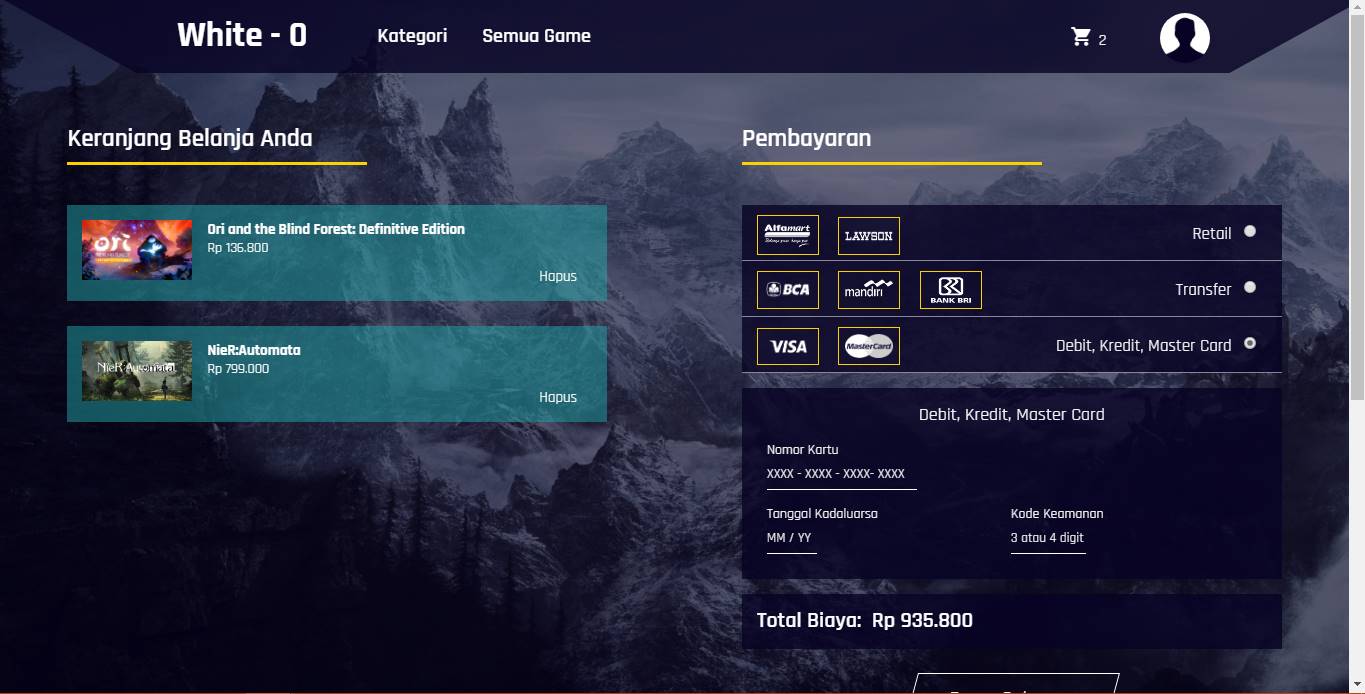 White - 0
Kategori
Semua Game
2
Keranjang Belanja Anda
Ori and the Blind Forest: Definitive Edition
Rp 136.800
Hapus
NieR:Automata
NieR:Automata
Rp 799.000
Hapus
Pembayaran
Alfamart
LAWSON
Retail
BCA
mandiri
BANK BRI
Transfer
VISA
MasterCard
Debit, Kredit, Master Card
Debit, Kredit, Master Card
Nomor Kartu
XXXX - XXXX - XXXX- XXXX
Tanggal Kadaluarsa
Kode Keamanan
MM / YY
3 atau 4 digit
Total Biaya: Rp 935.800